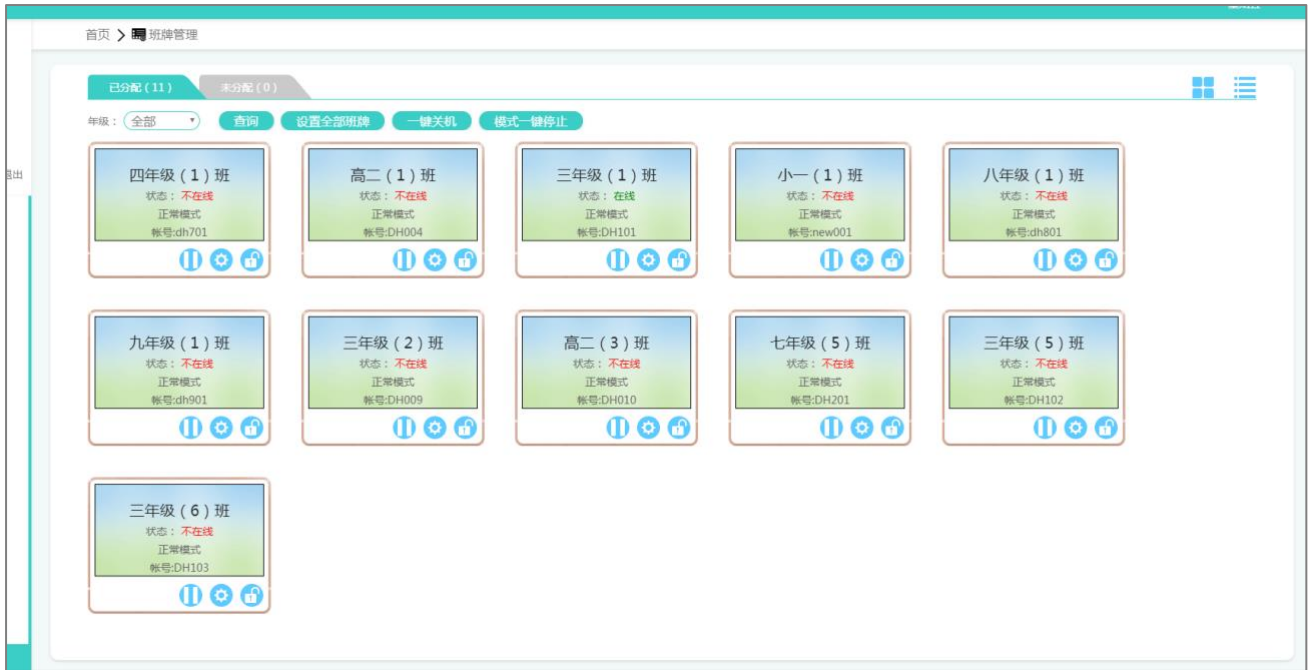 首页 班牌管理
已分配(11) 未分配(0)
年级: 全部 查询 设置全部班牌 一键关机 模式一键停止
四年级(1)班
状态: 不在线
正常模式
帐号:dh701
高二(1)班
状态: 不在线
正常模式
帐号:DH004
三年级(1)班
状态: 在线
正常模式
帐号:DH101
小一(1)班
状态: 不在线
正常模式
帐号:new001
八年级(1)班
状态: 不在线
正常模式
帐号:dh801
九年级(1)班
状态: 不在线
正常模式
帐号:dh901
三年级(2)班
状态: 不在线
正常模式
帐号:DH009
高二(3)班
状态: 不在线
正常模式
帐号:DH010
七年级(5)班
状态: 不在线
正常模式
帐号:DH201
三年级(5)班
状态: 不在线
正常模式
帐号:DH102
三年级(6)班
状态: 不在线
正常模式
帐号:DH103